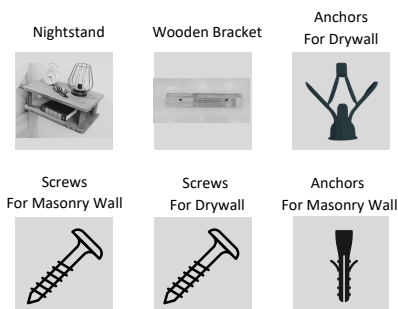 Nightstand
Wooden Bracket
Anchors
For Drywall
Screws
For Masonry Wall
Screws
For Drywall
Anchors
For Masonry Wall